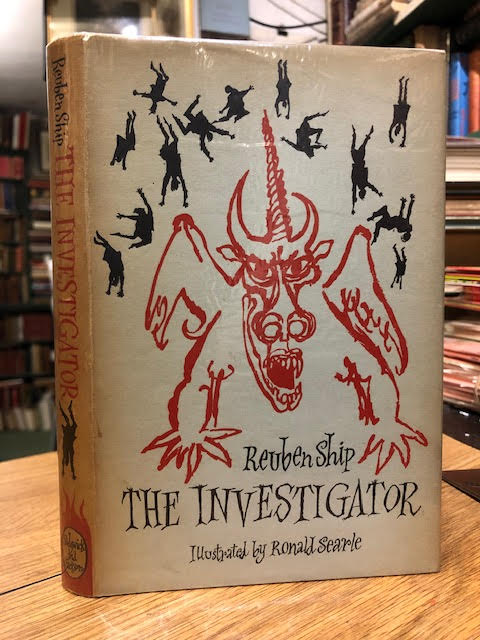 Reuben Ship
THE INVESTIGATOR
Reuben Ship
THE INVESTIGATOR
Illustrated by Ronald Searle